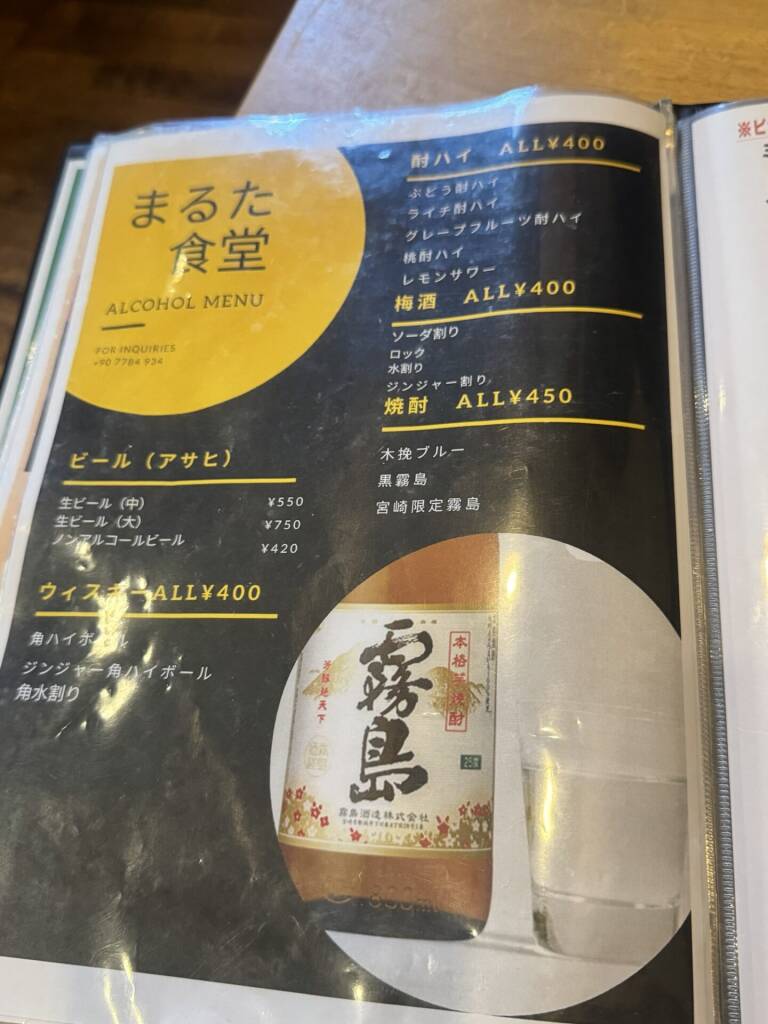 まるた
食堂
ALCOHOL MENU
FOR INQUIRIES
+90 7784 934
ビール（アサヒ）
生ビール（中） ¥550
生ビール（大） ¥750
ノンアルコールビール ¥420
ウィスキーALL¥400
角ハイボール
ジンジャー角ハイボール
角水割り
酎ハイ ALL¥400
ぶどう酎ハイ
ライチ酎ハイ
グレープフルーツ酎ハイ
桃酎ハイ
レモンサワー
梅酒 ALL¥400
ソーダ割り
ロック
水割り
ジンジャー割り
焼酎 ALL¥450
木挽ブルー
黒霧島
宮崎限定霧島
本格芋焼酎
霧島
25度
霧島酒造株式会社
※ビ